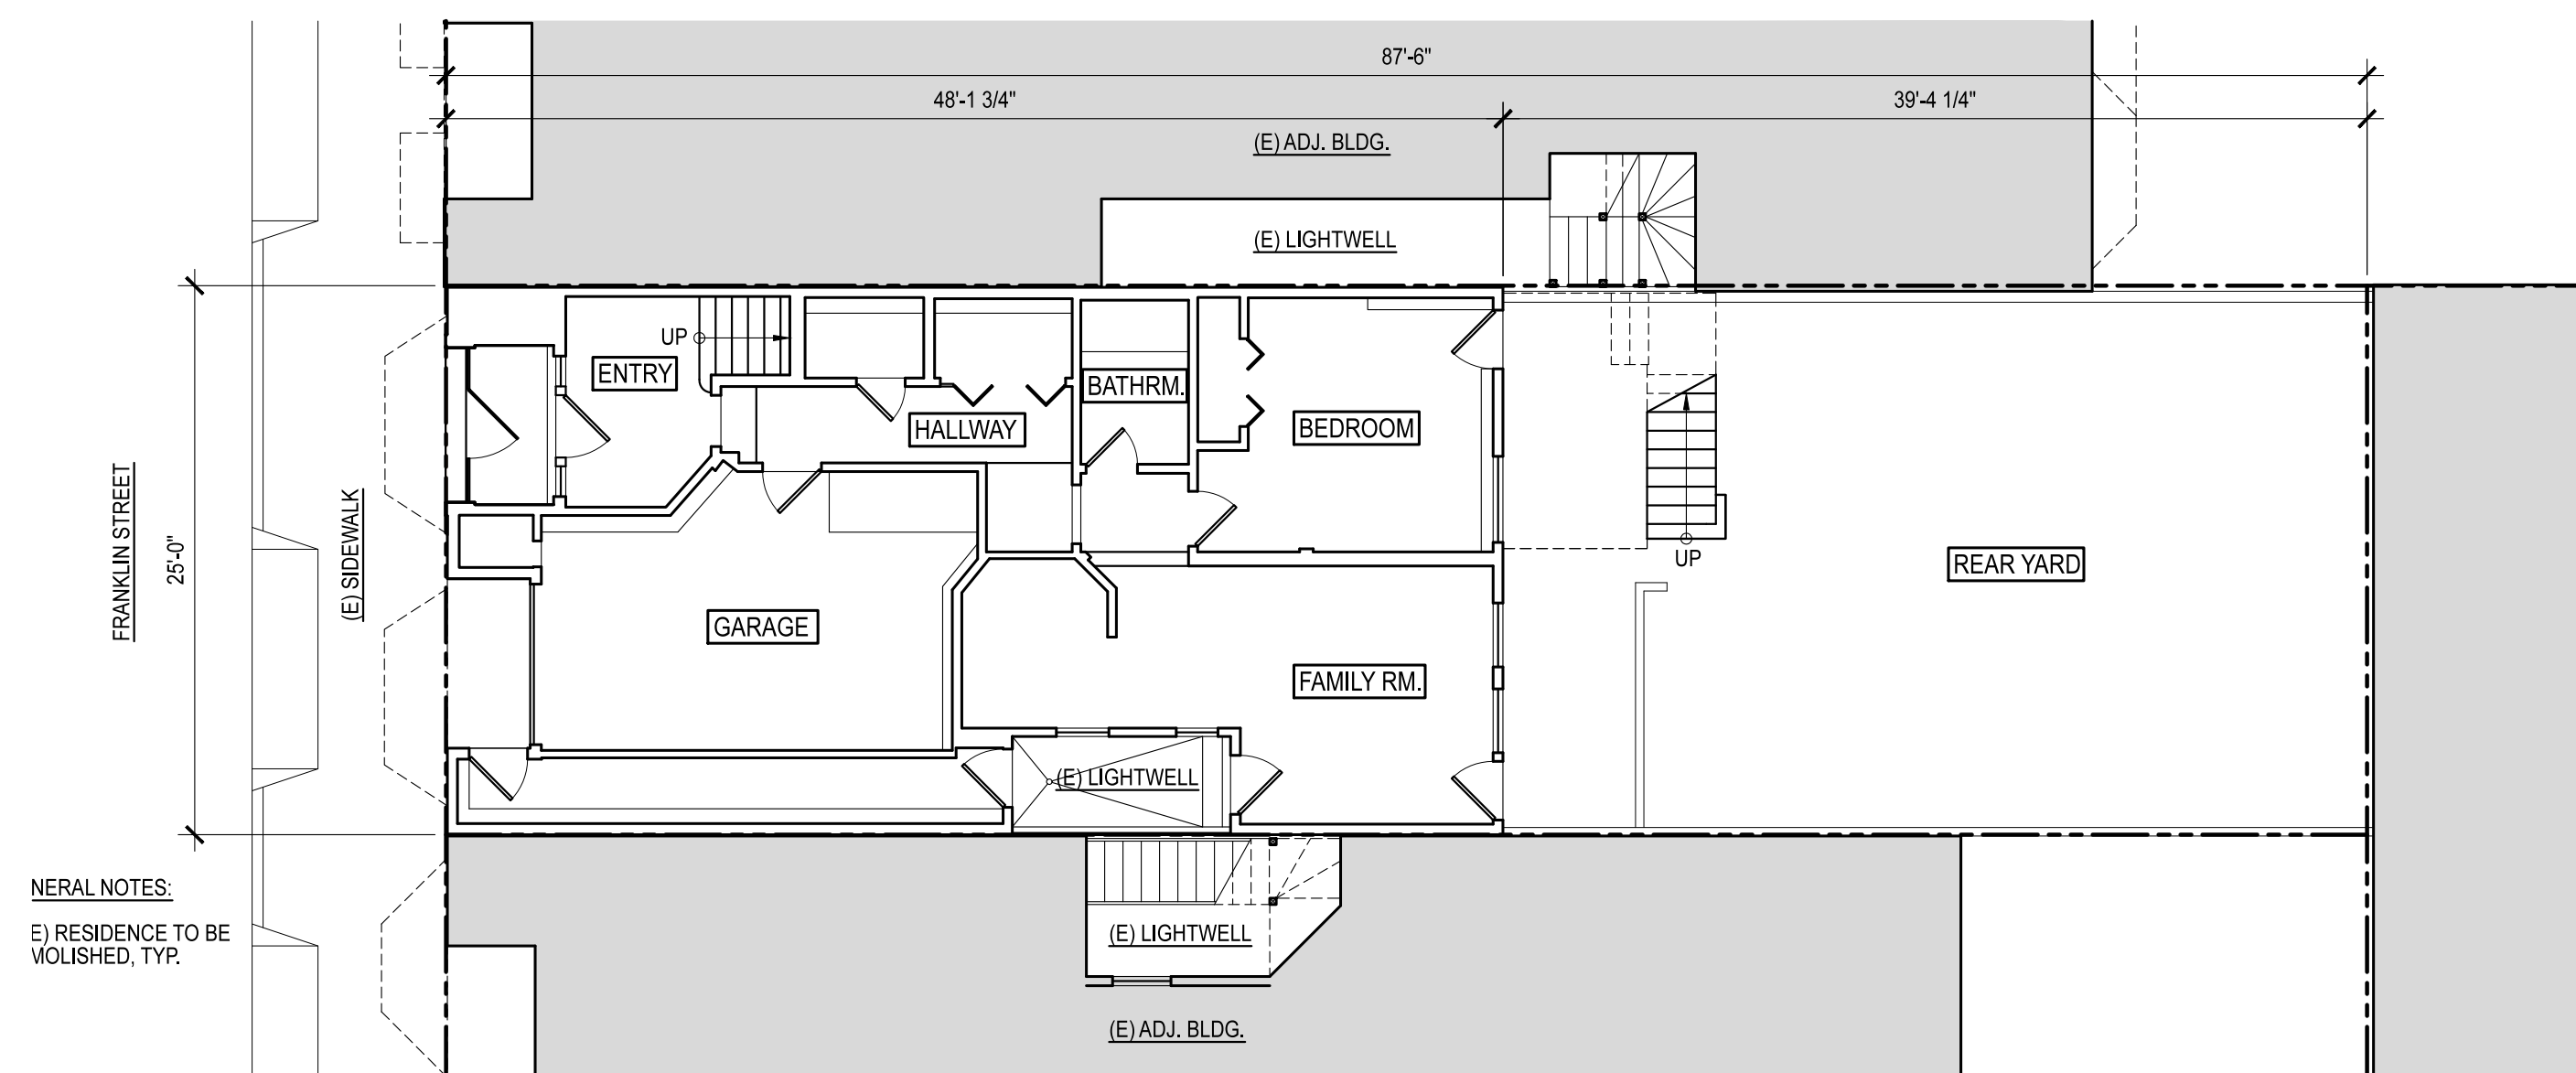 87'-6"
48'-1 3/4"
39'-4 1/4"
(E) ADJ. BLDG.
(E) LIGHTWELL
UP
ENTRY
BATHRM.
HALLWAY
BEDROOM
FRANKLIN STREET
25'-0"
(E) SIDEWALK
UP
REAR YARD
GARAGE
FAMILY RM.
(E) LIGHTWELL
NERAL NOTES:
E) RESIDENCE TO BE
MOLISHED, TYP.
(E) LIGHTWELL
(E) ADJ. BLDG.